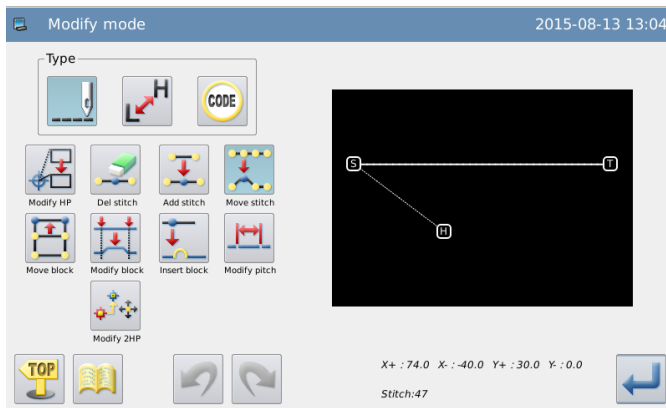 Modify mode 2015-08-13 13:04
Type
L H CODE
Modify HP Del stitch Add stitch Move stitch
Move block Modify block Insert block Modify pitch
Modify 2HP
TOP
S T
H
X+ : 74.0 X- : -40.0 Y+ : 30.0 Y- : 0.0
Stitch:47